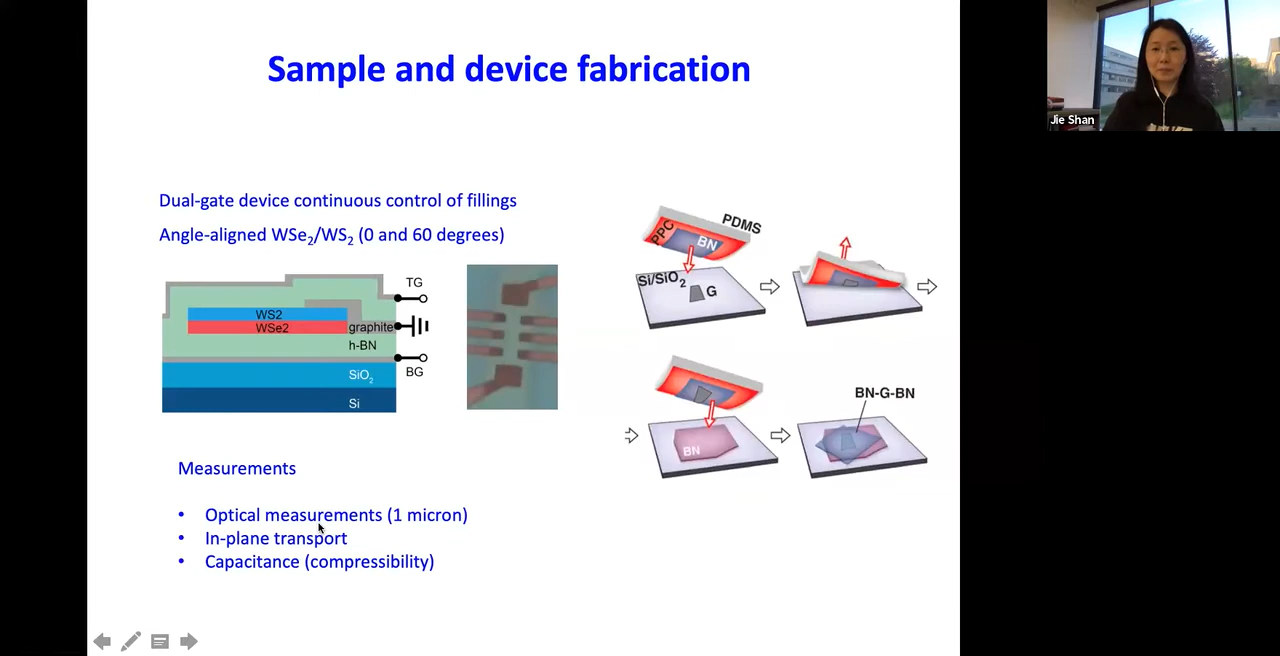 Sample and device fabrication
Jie Shan
Dual-gate device continuous control of fillings
Angle-aligned WSe₂/WS₂ (0 and 60 degrees)
TG
WS2
WSe2
graphite
h-BN
BG
SiO₂
Si
PDMS
PPC
BN
Si/SiO₂
G
BN
BN-G-BN
Measurements
• Optical measurements (1 micron)
• In-plane transport
• Capacitance (compressibility)